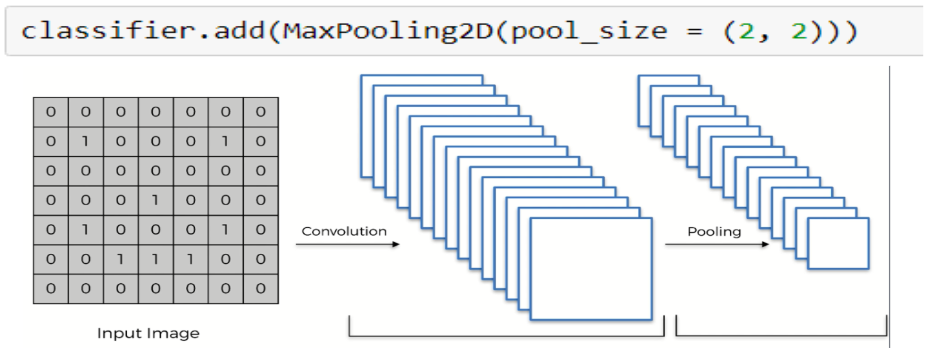 classifier.add(MaxPooling2D(pool_size = (2, 2)))
0 0 0 0 0 0 0
0 1 0 0 0 1 0
0 0 0 0 0 0 0
0 0 0 1 0 0 0
0 1 0 0 0 1 0
0 0 1 1 1 0 0
0 0 0 0 0 0 0
Convolution
Pooling
Input Image